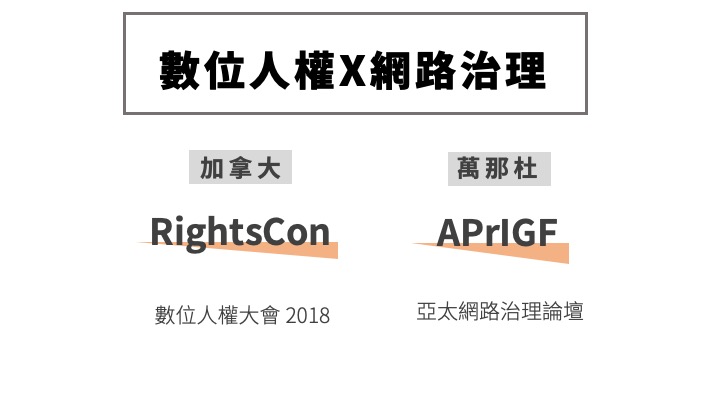 數位人權X網路治理
加拿大
萬那杜
RightsCon
APrIGF
數位人權大會 2018
亞太網路治理論壇